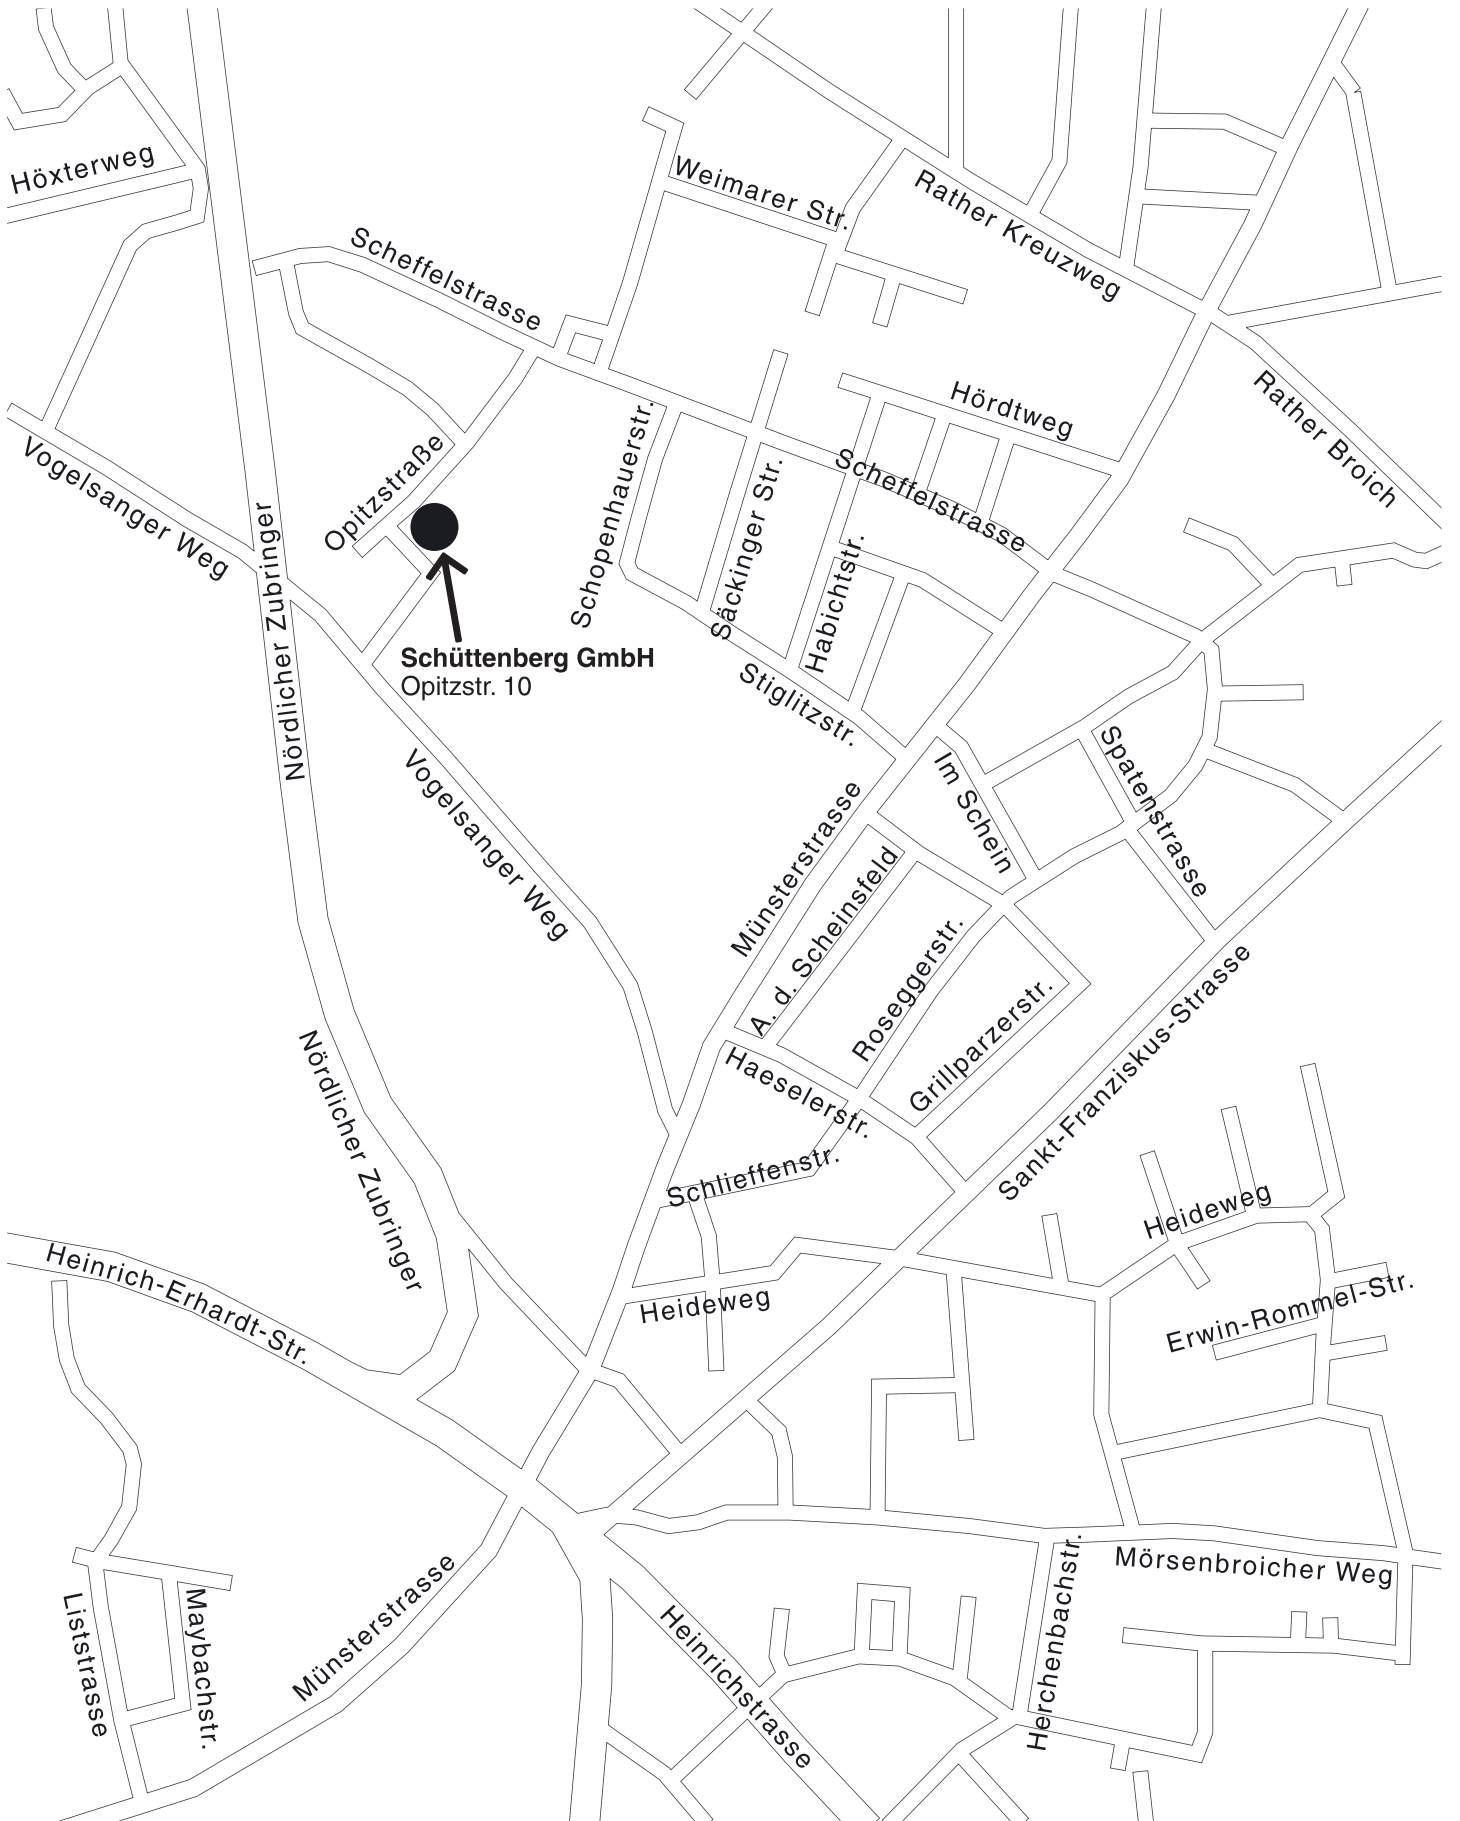 Höxterweg
Weimarer Str.
Rather Kreuzweg
Scheffelstrasse
Hördtweg
Rather Broich
Vogelsanger Weg
Opitzstraße
Schopenhauerstr.
Säckinger Str.
Scheffelstrasse
Habichtstr.
Nördlicher Zubringer
Schüttenberg GmbH
Opitzstr. 10
Stiglitzstr.
Vogelsanger Weg
Im Schein
Spatenstrasse
Münsterstrasse
A. d. Scheinsfeld
Roseggerstr.
Grillparzerstr.
Sankt-Franziskus-Strasse
Haeselerstr.
Nördlicher Zubringer
Schlieffenstr.
Heideweg
Heinrich-Erhardt-Str.
Heideweg
Erwin-Rommel-Str.
Mörsenbroicher Weg
Herchenbachstr.
Münsterstrasse
Liststrasse
Maybachstr.
Heinrichstrasse